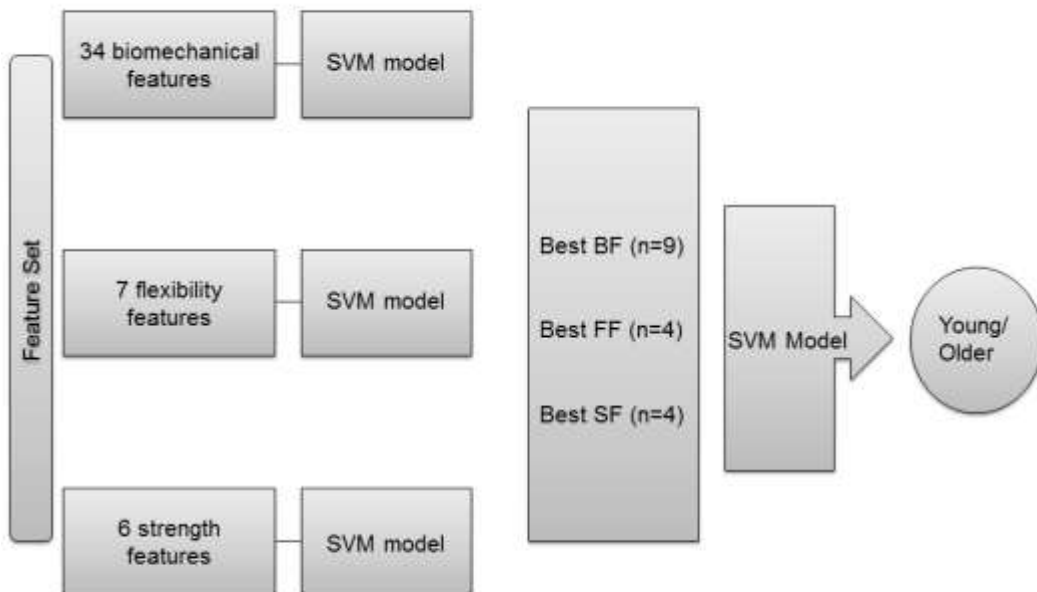 Feature Set
34 biomechanical
features
SVM model
7 flexibility
features
SVM model
6 strength
features
SVM model
Best BF (n=9)
Best FF (n=4)
Best SF (n=4)
SVM Model
Young/
Older